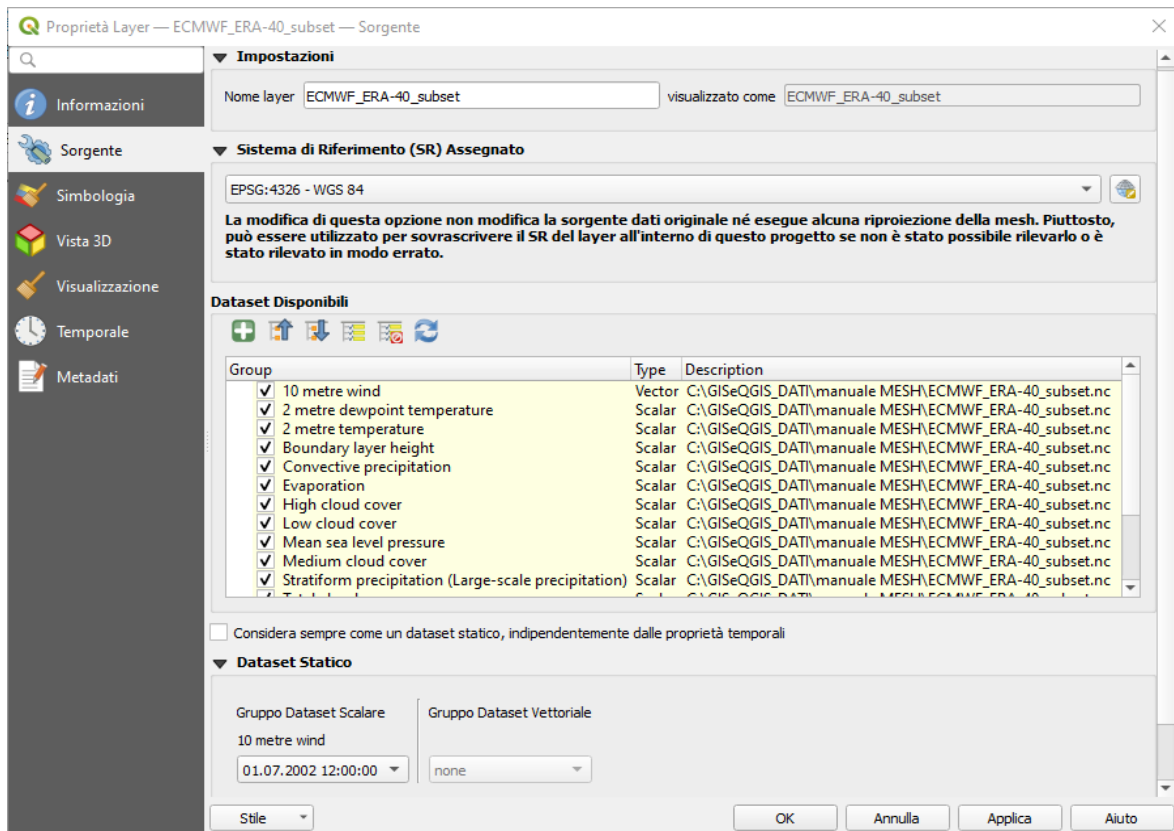 Proprietà Layer — ECMWF_ERA-40_subset — Sorgente
Informazioni
Sorgente
Simbologia
Vista 3D
Visualizzazione
Temporale
Metadati
Impostazioni
Nome layer ECMWF_ERA-40_subset visualizzato come ECMWF_ERA-40_subset
Sistema di Riferimento (SR) Assegnato
EPSG:4326 - WGS 84
La modifica di questa opzione non modifica la sorgente dati originale né esegue alcuna riproiezione della mesh. Piuttosto,
può essere utilizzato per sovrascrivere il SR del layer all'interno di questo progetto se non è stato possibile rilevarlo o è
stato rilevato in modo errato.
Dataset Disponibili
Group Type Description
10 metre wind Vector C:\GISeQGIS_DATI\manuale MESH\ECMWF_ERA-40_subset.nc
2 metre dewpoint temperature Scalar C:\GISeQGIS_DATI\manuale MESH\ECMWF_ERA-40_subset.nc
2 metre temperature Scalar C:\GISeQGIS_DATI\manuale MESH\ECMWF_ERA-40_subset.nc
Boundary layer height Scalar C:\GISeQGIS_DATI\manuale MESH\ECMWF_ERA-40_subset.nc
Convective precipitation Scalar C:\GISeQGIS_DATI\manuale MESH\ECMWF_ERA-40_subset.nc
Evaporation Scalar C:\GISeQGIS_DATI\manuale MESH\ECMWF_ERA-40_subset.nc
High cloud cover Scalar C:\GISeQGIS_DATI\manuale MESH\ECMWF_ERA-40_subset.nc
Low cloud cover Scalar C:\GISeQGIS_DATI\manuale MESH\ECMWF_ERA-40_subset.nc
Mean sea level pressure Scalar C:\GISeQGIS_DATI\manuale MESH\ECMWF_ERA-40_subset.nc
Medium cloud cover Scalar C:\GISeQGIS_DATI\manuale MESH\ECMWF_ERA-40_subset.nc
Stratiform precipitation (Large-scale precipitation) Scalar C:\GISeQGIS_DATI\manuale MESH\ECMWF_ERA-40_subset.nc
Considera sempre come un dataset statico, indipendentemente dalle proprietà temporali
Dataset Statico
Gruppo Dataset Scalare Gruppo Dataset Vettoriale
10 metre wind
01.07.2002 12:00:00 none
Stile OK Annulla Applica Aiuto